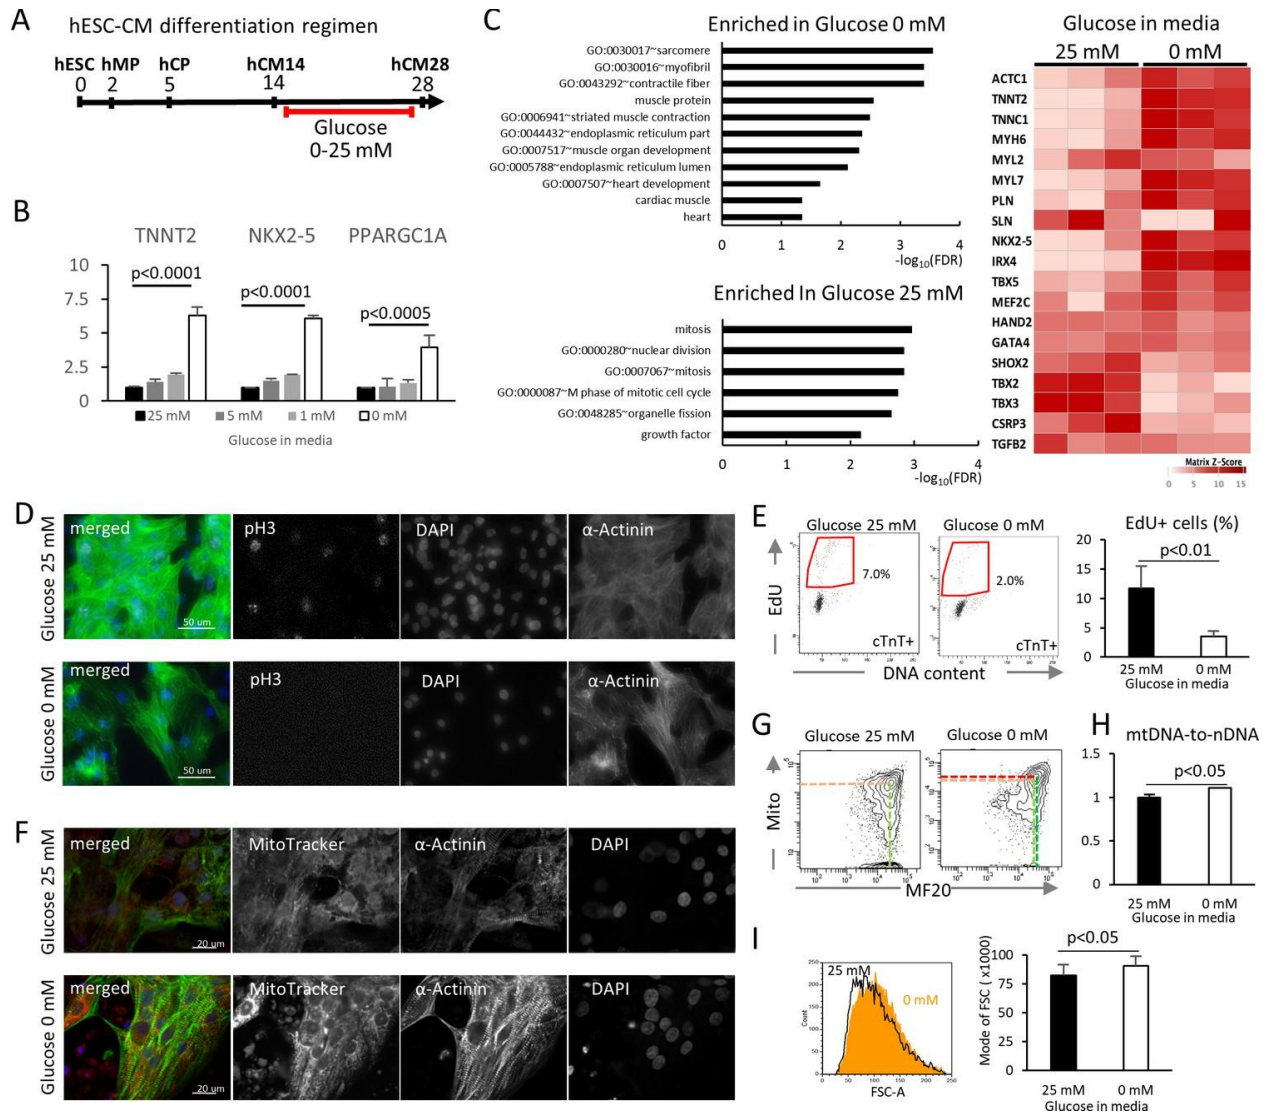 A
hESC-CM differentiation regimen
hESC hMP hCP hCM14 hCM28
0 2 5 14 28
Glucose
0-25 mM
B
TNNT2 NKX2-5 PPARGC1A
10
7.5
5
2.5
0
p<0.0001
p<0.0001
p<0.0005
25 mM 5 mM 1 mM 0 mM
Glucose in media
C
Enriched in Glucose 0 mM
GO:0030017~sarcomere
GO:0030016~myofibril
GO:0043292~contractile fiber
muscle protein
GO:0006941~striated muscle contraction
GO:0044432~endoplasmic reticulum part
GO:0007517~muscle organ development
GO:0005788~endoplasmic reticulum lumen
GO:0007507~heart development
cardiac muscle
heart
0 1 2 3 4
-log10(FDR)
Enriched In Glucose 25 mM
mitosis
GO:0000280~nuclear division
GO:0007067~mitosis
GO:0000087~M phase of mitotic cell cycle
GO:0048285~organelle fission
growth factor
0 1 2 3 4
-log10(FDR)
Glucose in media
25 mM 0 mM
ACTC1
TNNT2
TNNC1
MYH6
MYL2
MYL7
PLN
SLN
NKX2-5
IRX4
TBX5
MEF2C
HAND2
GATA4
SHOX2
TBX2
TBX3
CSRP3
TGFB2
Matrix Z-Score
0 5 10 15
D
Glucose 25 mM
merged pH3 DAPI α-Actinin
50 um
Glucose 0 mM
merged pH3 DAPI α-Actinin
50 um
E
Glucose 25 mM Glucose 0 mM
EdU
7.0%
2.0%
cTnT+ cTnT+
DNA content
EdU+ cells (%)
20
15
10
5
0
p<0.01
25 mM 0 mM
Glucose in media
F
Glucose 25 mM
merged MitoTracker α-Actinin DAPI
20 um
Glucose 0 mM
merged MitoTracker α-Actinin DAPI
20 um
G
Glucose 25 mM Glucose 0 mM
Mito
MF20
H
mtDNA-to-nDNA
1.5
1
0.5
0
p<0.05
25 mM 0 mM
Glucose in media
I
25 mM
0 mM
Count
250
200
150
100
50
0
0 50 100 150 200 250
FSC-A
Mode of FSC (x1000)
100
75
50
25
0
p<0.05
25 mM 0 mM
Glucose in media